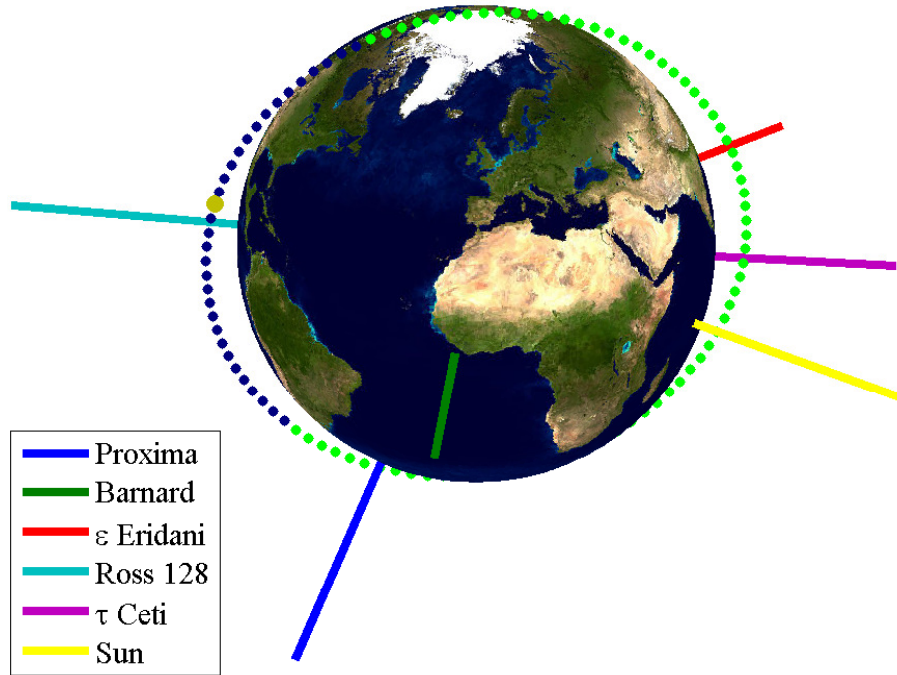 Proxima
Barnard
ε Eridani
Ross 128
τ Ceti
Sun